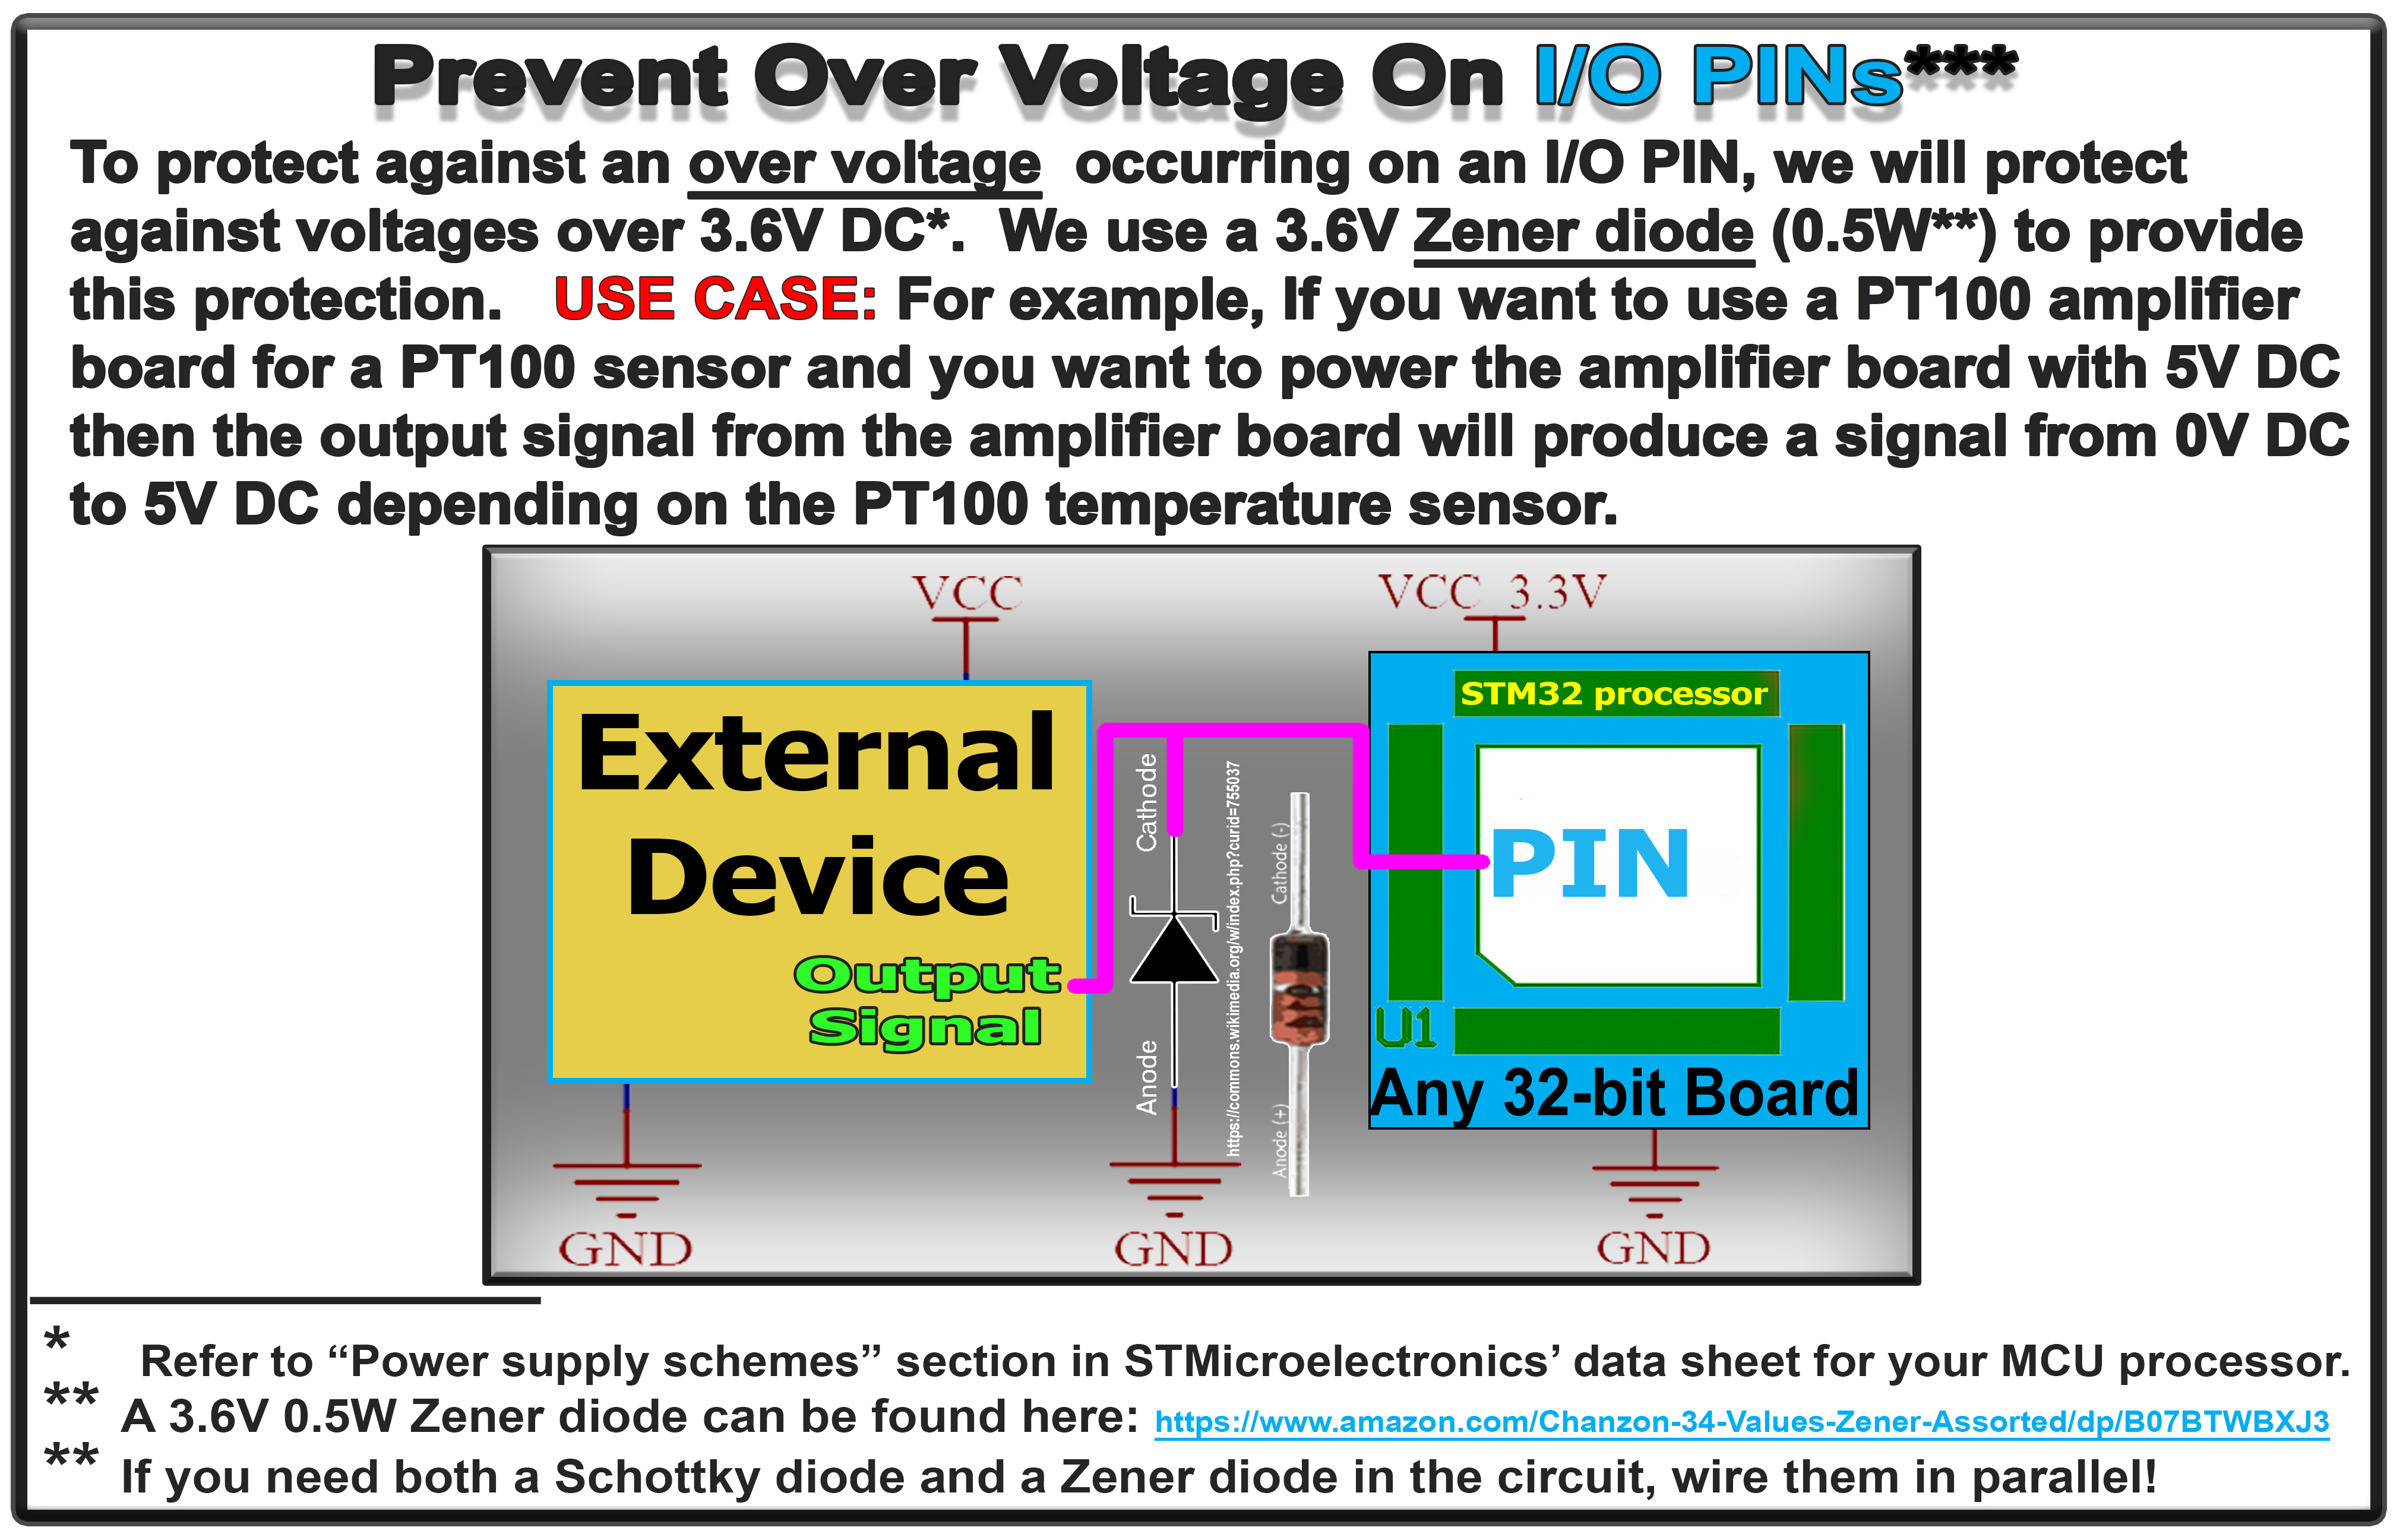 Prevent Over Voltage On I/O PINs***
To protect against an over voltage occurring on an I/O PIN, we will protect
against voltages over 3.6V DC*. We use a 3.6V Zener diode (0.5W**) to provide
this protection. USE CASE: For example, If you want to use a PT100 amplifier
board for a PT100 sensor and you want to power the amplifier board with 5V DC
then the output signal from the amplifier board will produce a signal from 0V DC
to 5V DC depending on the PT100 temperature sensor.
VCC
VCC 3.3V
External
Device
Output
Signal
GND
Cathode
Anode
GND
https://commons.wikimedia.org/w/index.php?curid=755037
Cathode (-)
Anode (+)
STM32 processor
PIN
U1
Any 32-bit Board
GND
* Refer to “Power supply schemes” section in STMicroelectronics’ data sheet for your MCU processor.
** A 3.6V 0.5W Zener diode can be found here: https://www.amazon.com/Chanzon-34-Values-Zener-Assorted/dp/B07BTWBXJ3
** If you need both a Schottky diode and a Zener diode in the circuit, wire them in parallel!